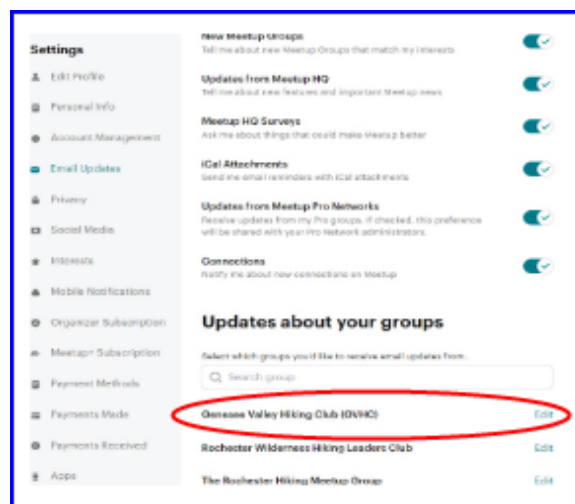 Settings
Edit Profile
Personal Info
Account Management
Email Updates
Privacy
Social Media
Interests
Mobile Notifications
Organizer Subscription
Meetup+ Subscription
Payment Methods
Payments Made
Payments Received
Apps
New Meetup Groups
Tell me about new Meetup Groups that match my interests
Updates from Meetup HQ
Tell me about new features and important Meetup news
Meetup HQ Surveys
Ask me about things that could make Meetup better
iCal Attachments
Send me email reminders with iCal attachments
Updates from Meetup Pro Networks
Receive updates from my Pro groups. If checked, this preference
will be shared with your Pro Network administrators.
Connections
Notify me about new connections on Meetup
Updates about your groups
Select which groups you'd like to receive email updates from.
Search group
Genesee Valley Hiking Club (GVHC) Edit
Rochester Wilderness Hiking Leaders Club Edit
The Rochester Hiking Meetup Group Edit